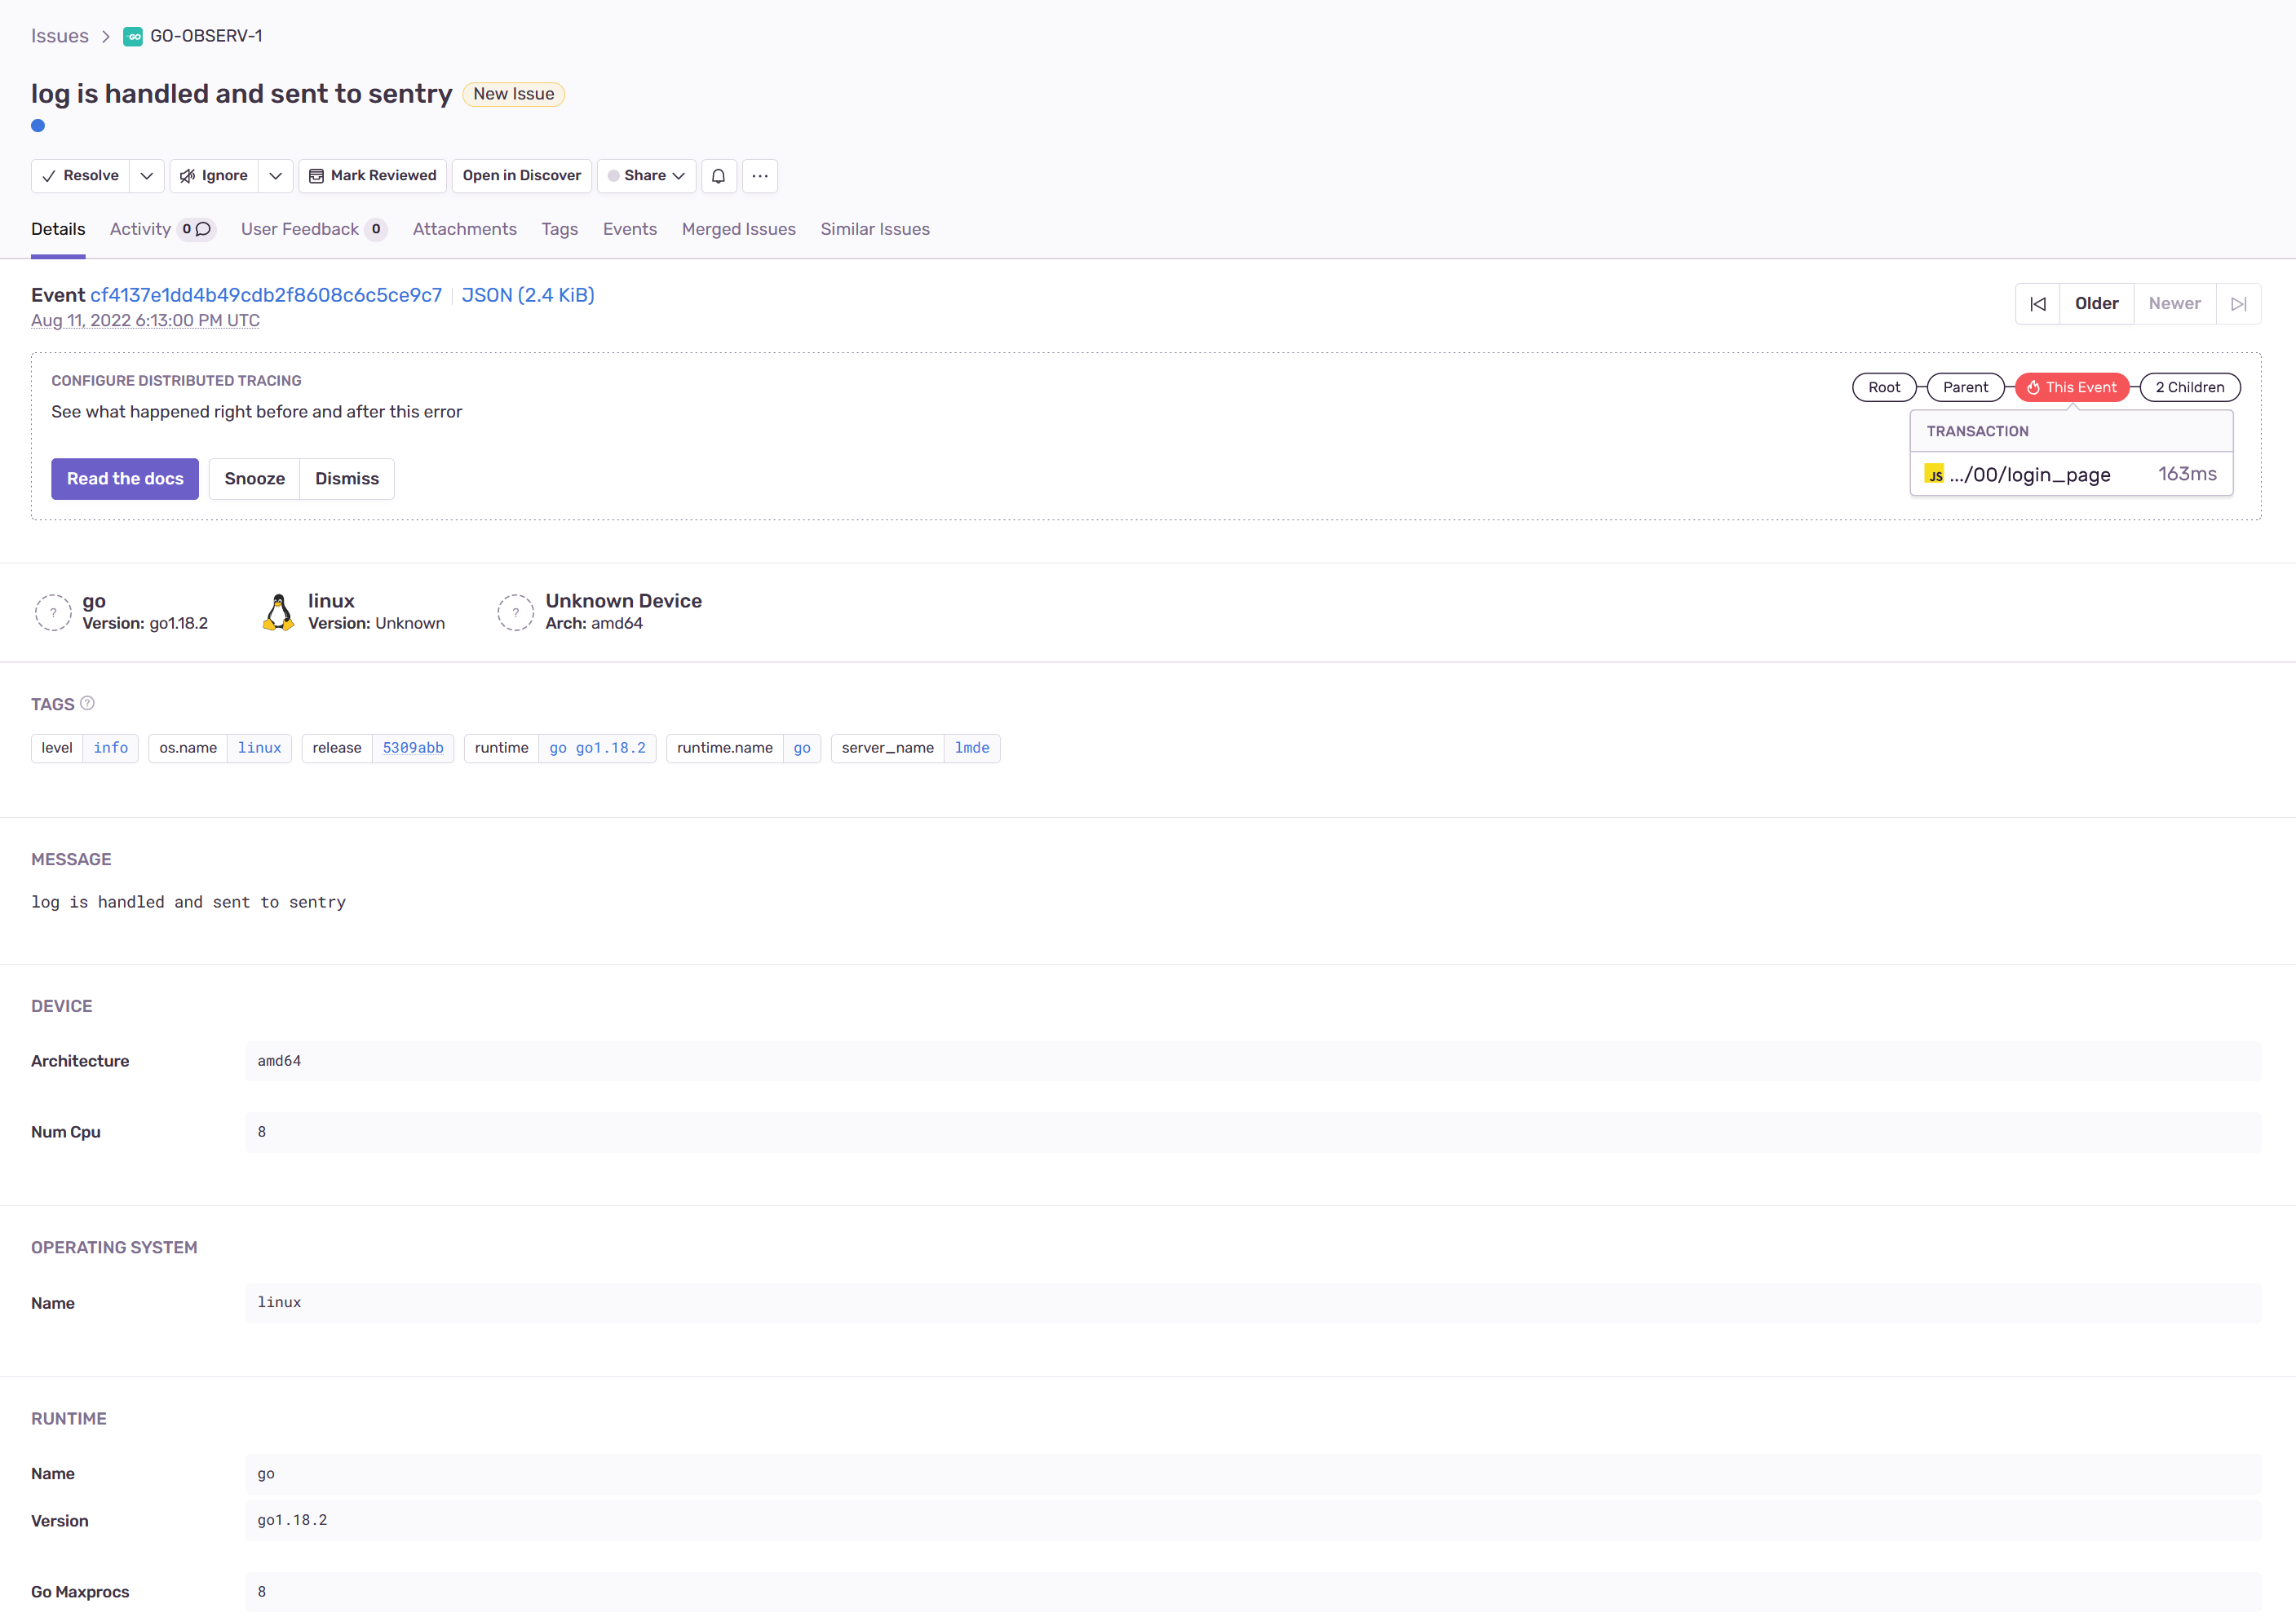 Issues > GO GO-OBSERV-1
log is handled and sent to sentry New Issue
Resolve Ignore Mark Reviewed Open in Discover Share ...
Details Activity 0 User Feedback 0 Attachments Tags Events Merged Issues Similar Issues
Event cf4137e1dd4b49cdb2f8608c6c5ce9c7 JSON (2.4 KiB)
Aug 11, 2022 6:13:00 PM UTC
Older Newer
CONFIGURE DISTRIBUTED TRACING
See what happened right before and after this error
Read the docs Snooze Dismiss
Root Parent This Event 2 Children
TRANSACTION
JS .../00/login_page 163ms
? go
Version: go1.18.2
linux
Version: Unknown
? Unknown Device
Arch: amd64
TAGS ?
level info os.name linux release 5309abb runtime go go1.18.2 runtime.name go server_name lmde
MESSAGE
log is handled and sent to sentry
DEVICE
Architecture amd64
Num Cpu 8
OPERATING SYSTEM
Name linux
RUNTIME
Name go
Version go1.18.2
Go Maxprocs 8